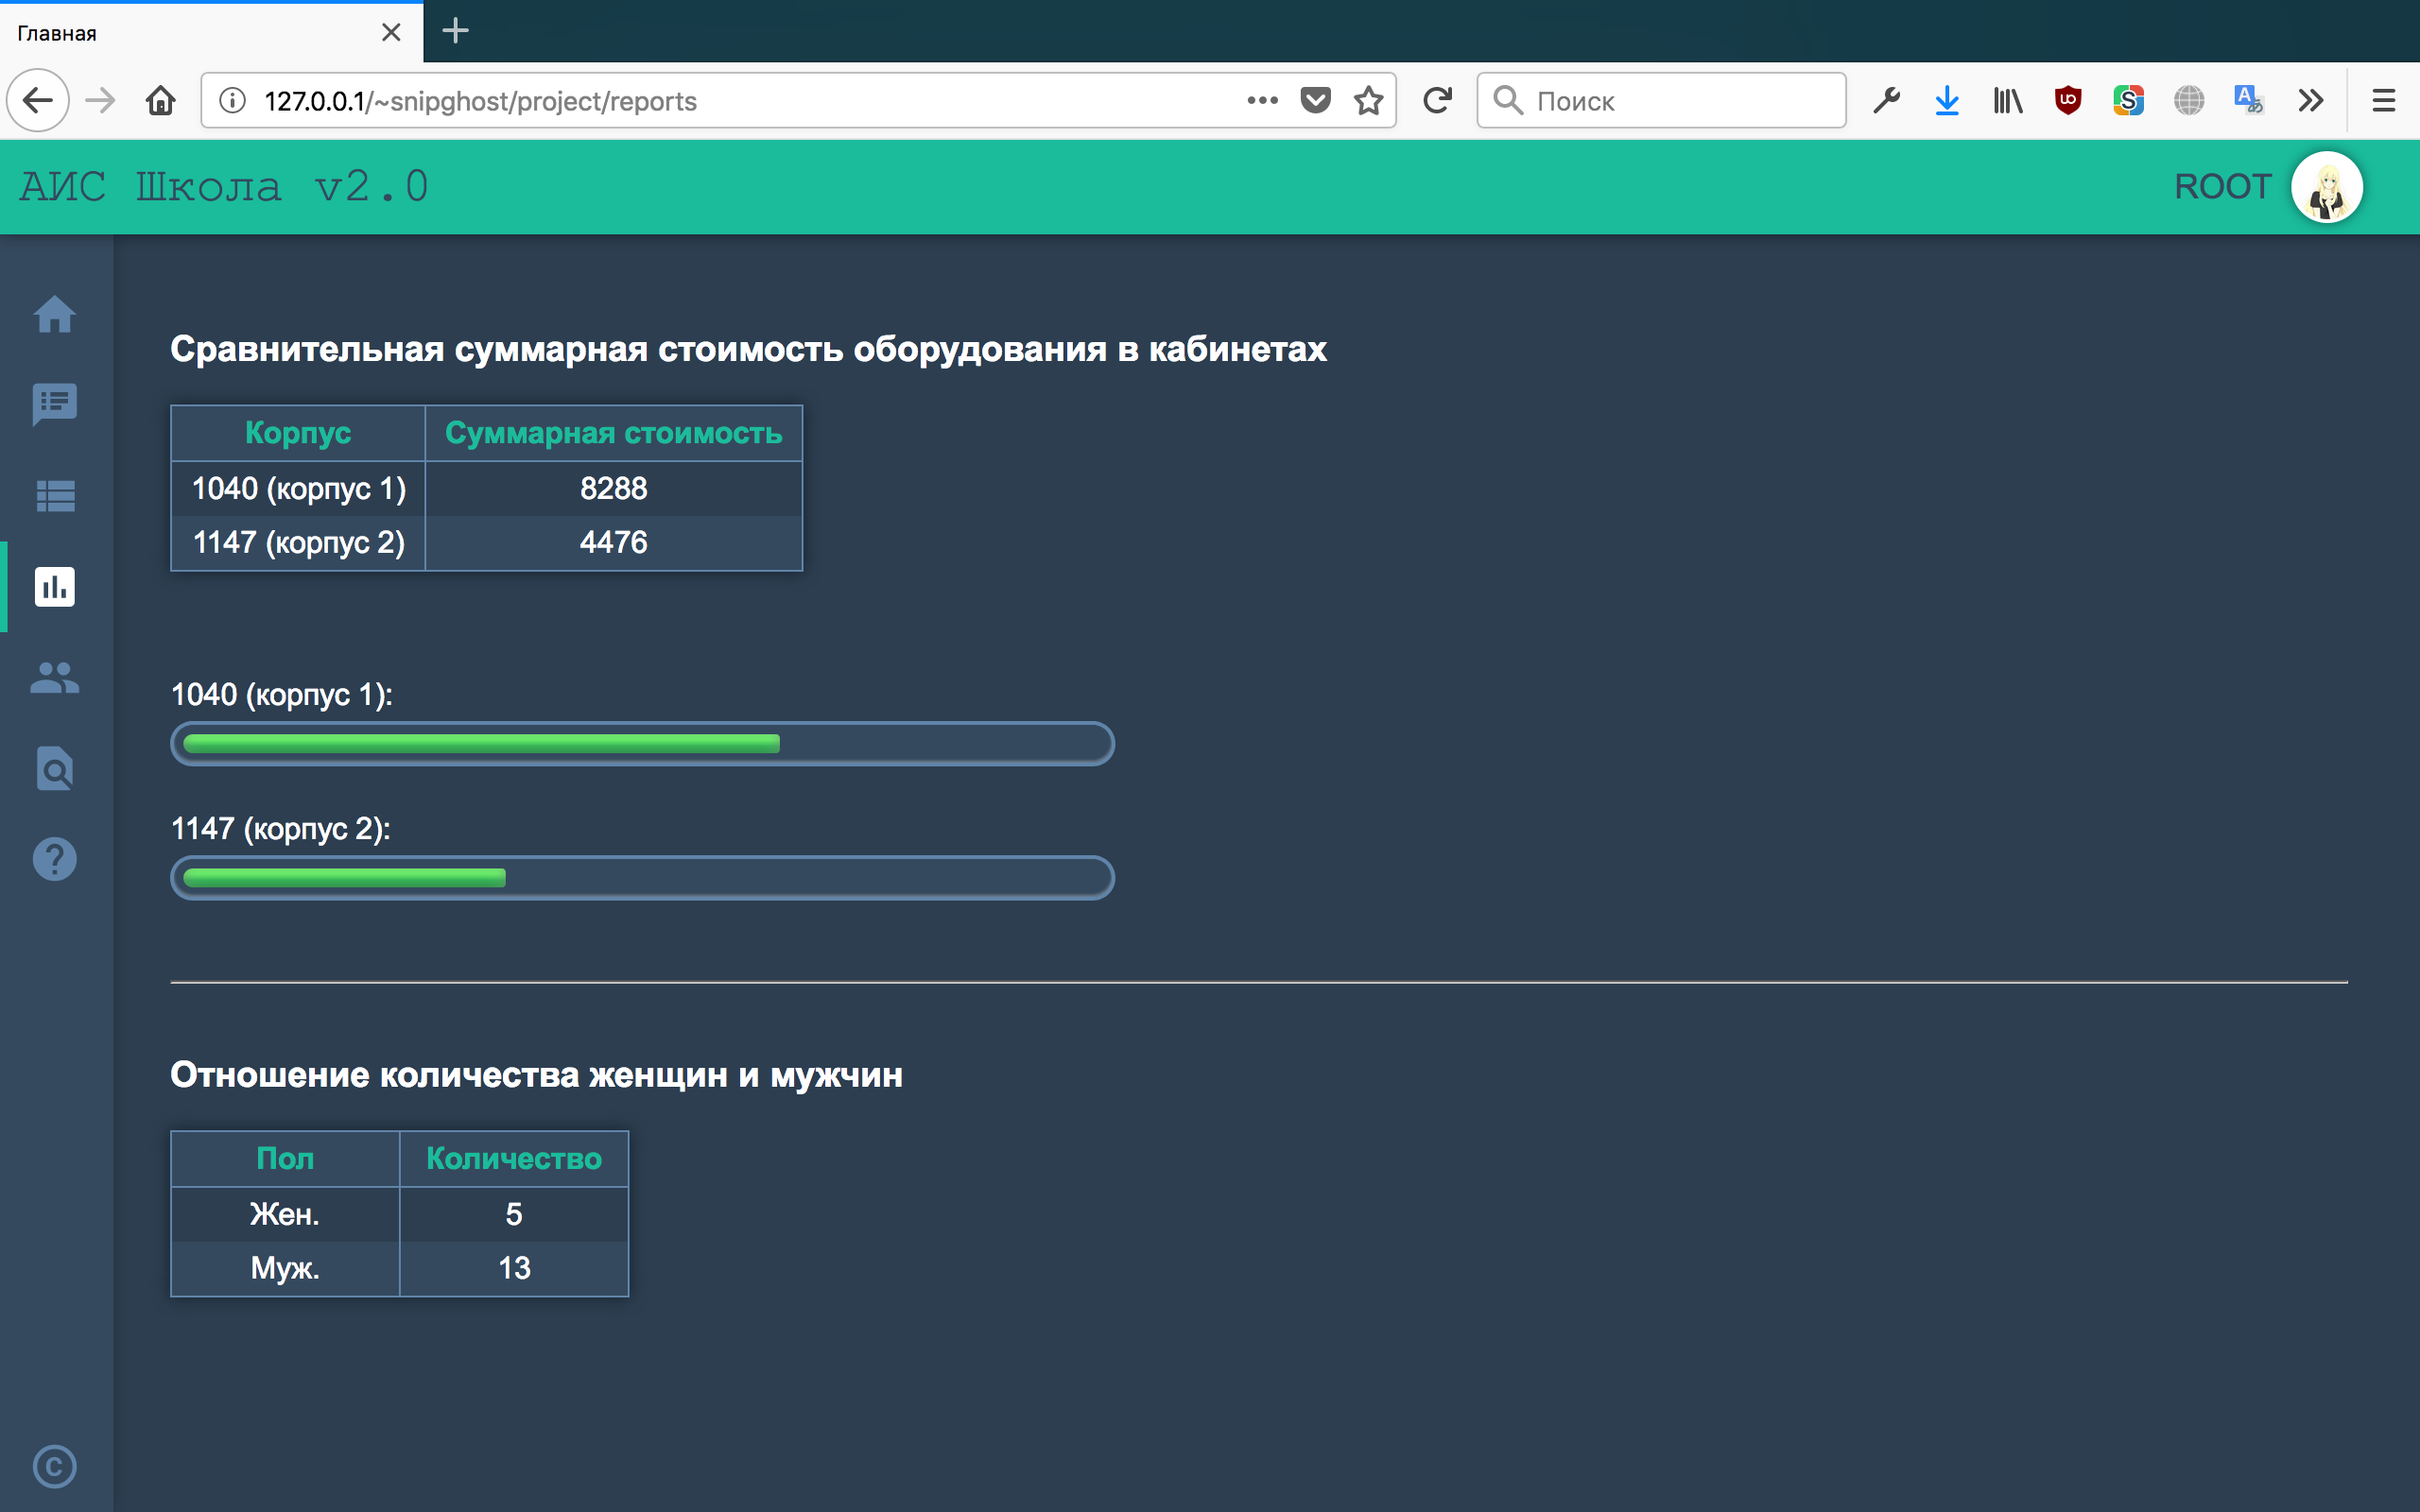 Главная
127.0.0.1/~snipghost/project/reports
Поиск
АИС Школа v2.0
ROOT
Сравнительная суммарная стоимость оборудования в кабинетах
Корпус Суммарная стоимость
1040 (корпус 1) 8288
1147 (корпус 2) 4476
1040 (корпус 1):
1147 (корпус 2):
Отношение количества женщин и мужчин
Пол Количество
Жен. 5
Муж. 13